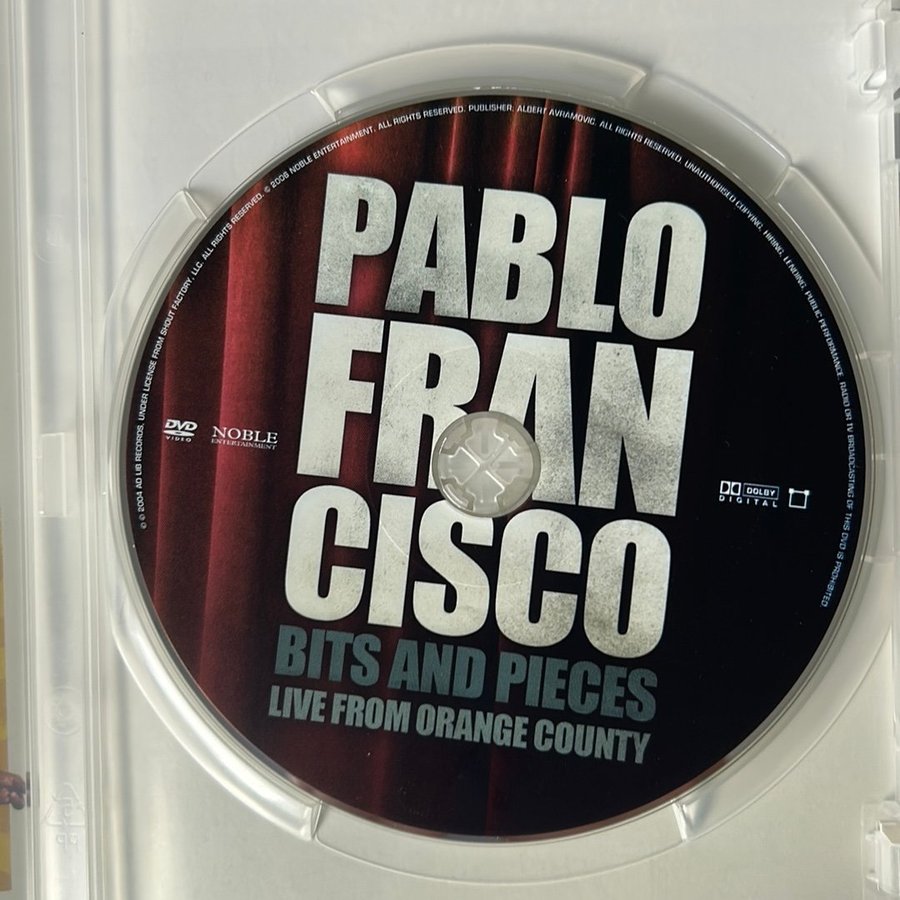 ℗ © 2004 AD LIB RECORDS, UNDER LICENSE FROM SHOUT FACTORY, LLC. ALL RIGHTS RESERVED. © 2006 NOBLE ENTERTAINMENT. ALL RIGHTS RESERVED. PUBLISHER: ALBERT AVRAMOVIC. ALL RIGHTS RESERVED. UNAUTHORISED COPYING, HIRING, LENDING, PUBLIC PERFORMANCE, RADIO OR TV BROADCASTING OF THIS DVD IS PROHIBITED.
PABLO
FRAN
CISCO
DVD
VIDEO
NOBLE
ENTERTAINMENT
DOLBY
DIGITAL
BITS AND PIECES
LIVE FROM ORANGE COUNTY